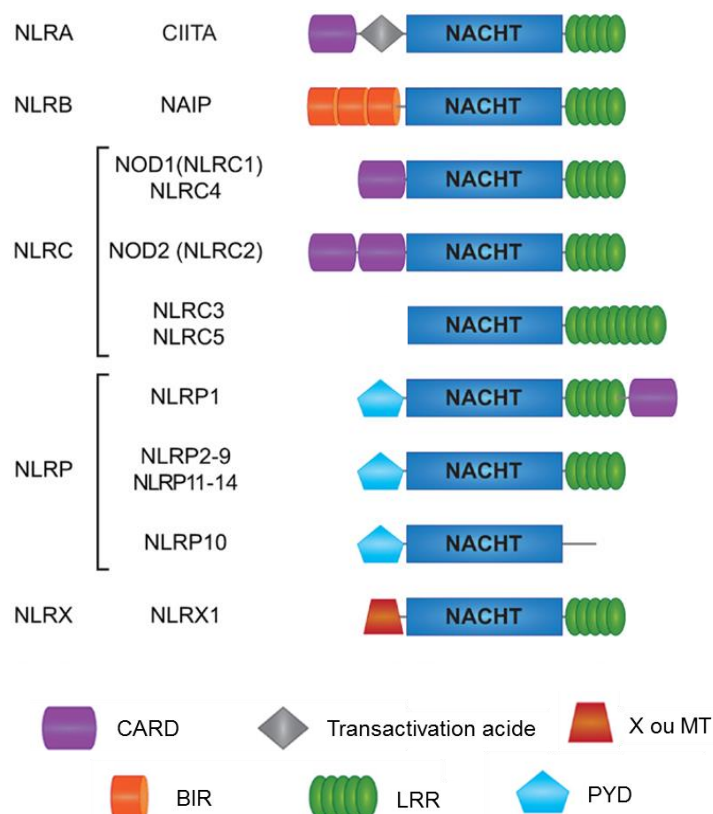 NLRA CIITA NACHT
NLRB NAIP NACHT
NOD1(NLRC1)
NLRC4 NACHT
NLRC NOD2 (NLRC2) NACHT
NLRC3
NLRC5 NACHT
NLRP1 NACHT
NLRP NLRP2-9
NLRP11-14 NACHT
NLRP10 NACHT
NLRX NLRX1 NACHT
CARD Transactivation acide X ou MT
BIR LRR PYD